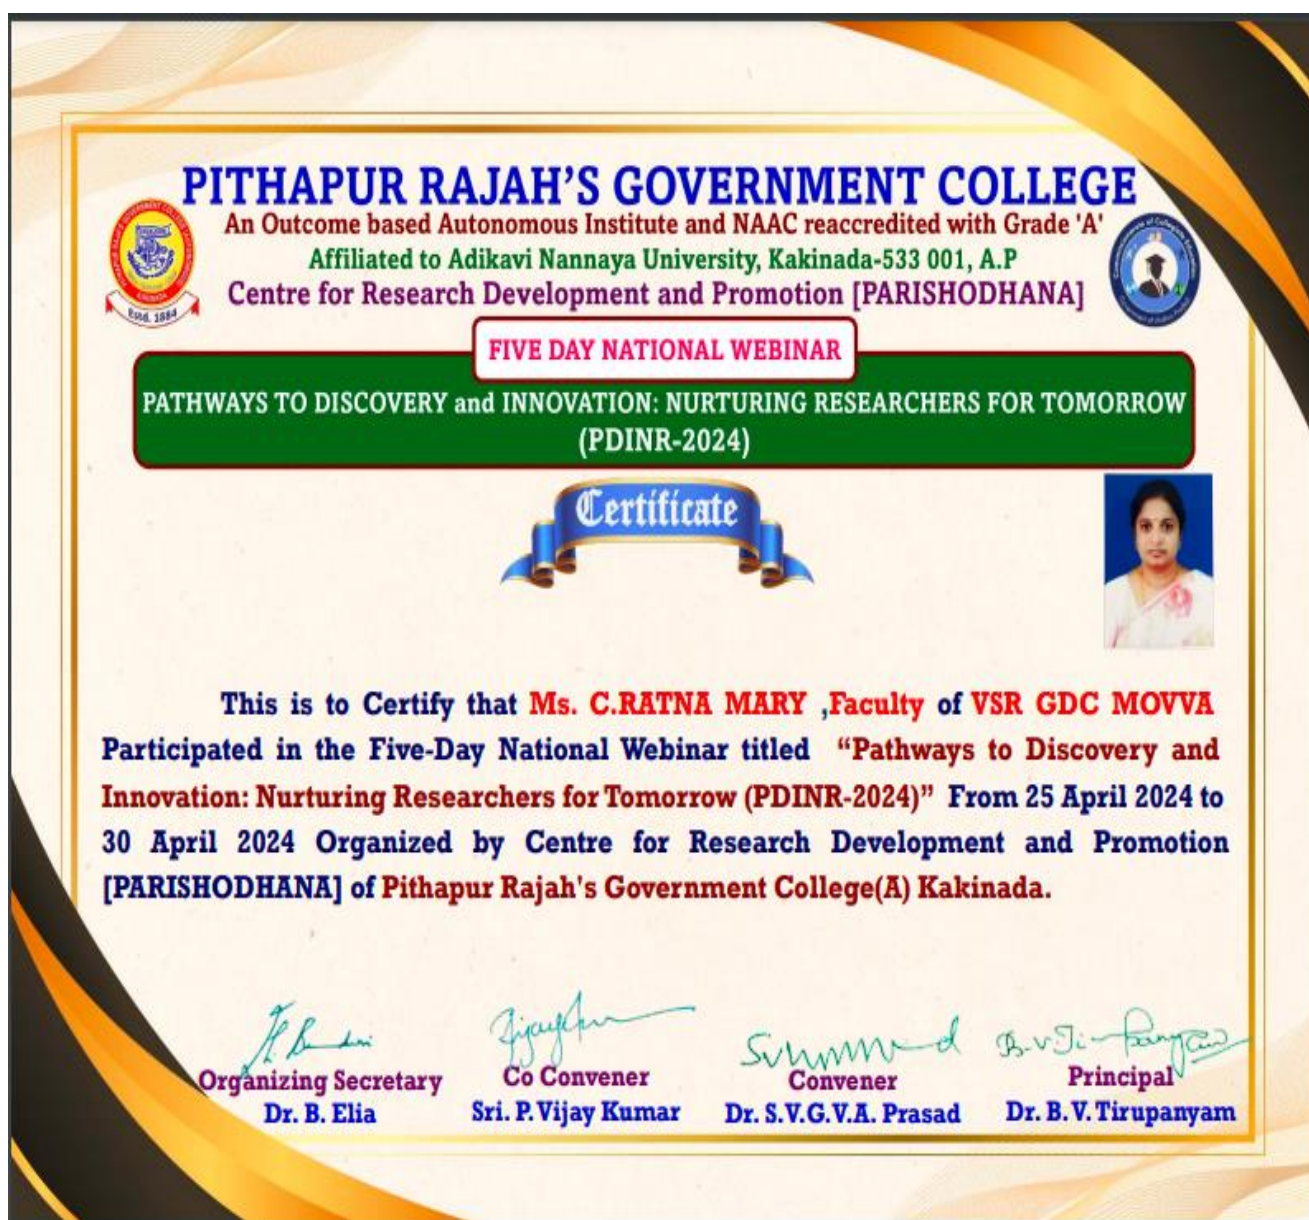 PITHAPUR RAJAH'S GOVERNMENT COLLEGE
An Outcome based Autonomous Institute and NAAC reaccredited with Grade 'A'
Affiliated to Adikavi Nannaya University, Kakinada-533 001, A.P
Centre for Research Development and Promotion [PARISHODHANA]
Estd. 1884
FIVE DAY NATIONAL WEBINAR
PATHWAYS TO DISCOVERY and INNOVATION: NURTURING RESEARCHERS FOR TOMORROW
(PDINR-2024)
Certificate
This is to Certify that Ms. C.RATNA MARY ,Faculty of VSR GDC MOVVA
Participated in the Five-Day National Webinar titled “Pathways to Discovery and
Innovation: Nurturing Researchers for Tomorrow (PDINR-2024)” From 25 April 2024 to
30 April 2024 Organized by Centre for Research Development and Promotion
[PARISHODHANA] of Pithapur Rajah's Government College(A) Kakinada.
Organizing Secretary
Dr. B. Elia
Co Convener
Sri. P. Vijay Kumar
Convener
Dr. S.V.G.V.A. Prasad
Principal
Dr. B. V. Tirupanyam